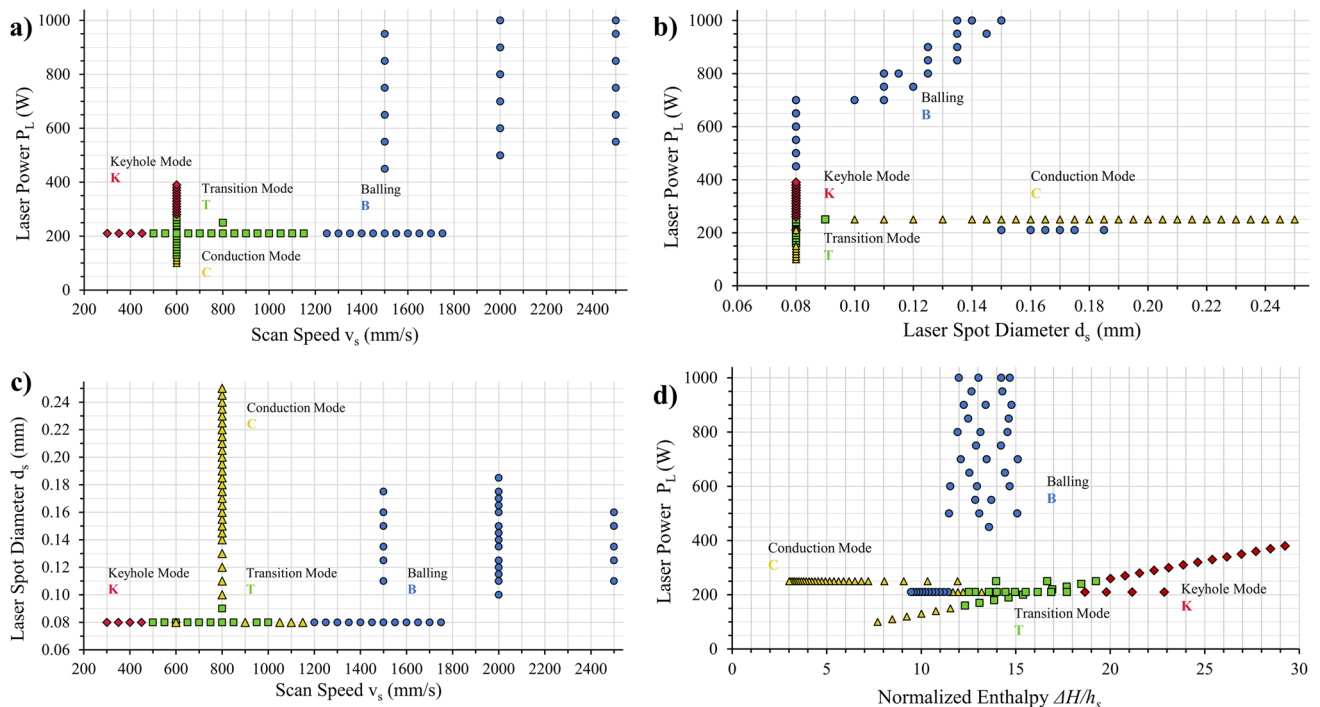 a)
Laser Power P_L (W)
1000
800
600
400
200
0
Keyhole Mode
K
Transition Mode
T
Balling
B
Conduction Mode
C
200 400 600 800 1000 1200 1400 1600 1800 2000 2200 2400
Scan Speed v_s (mm/s)
b)
Laser Power P_L (W)
1000
800
600
400
200
0
Balling
B
Keyhole Mode
K
Conduction Mode
C
Transition Mode
T
0.06 0.08 0.10 0.12 0.14 0.16 0.18 0.20 0.22 0.24
Laser Spot Diameter d_s (mm)
c)
Laser Spot Diameter d_s (mm)
0.24
0.22
0.20
0.18
0.16
0.14
0.12
0.10
0.08
0.06
Conduction Mode
C
Keyhole Mode
K
Transition Mode
T
Balling
B
200 400 600 800 1000 1200 1400 1600 1800 2000 2200 2400
Scan Speed v_s (mm/s)
d)
Laser Power P_L (W)
1000
800
600
400
200
0
Balling
B
Conduction Mode
C
Keyhole Mode
K
Transition Mode
T
0 5 10 15 20 25 30
Normalized Enthalpy ΔH/h_s